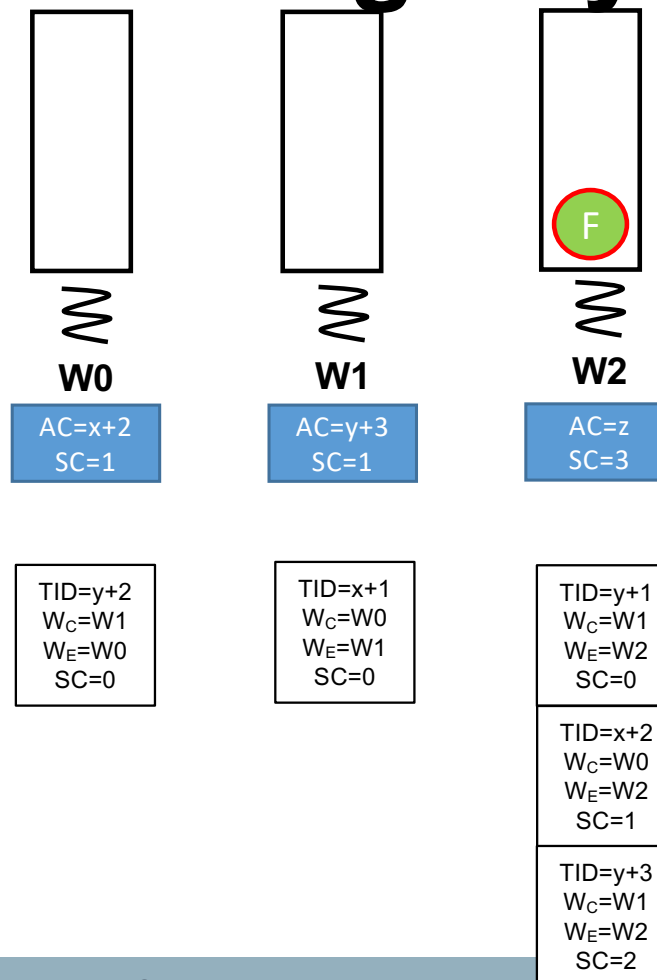 F
W0
W1
W2
AC=x+2
SC=1
AC=y+3
SC=1
AC=z
SC=3
TID=y+2
WC=W1
WE=W0
SC=0
TID=x+1
WC=W0
WE=W1
SC=0
TID=y+1
WC=W1
WE=W2
SC=0
TID=x+2
WC=W0
WE=W2
SC=1
TID=y+3
WC=W1
WE=W2
SC=2